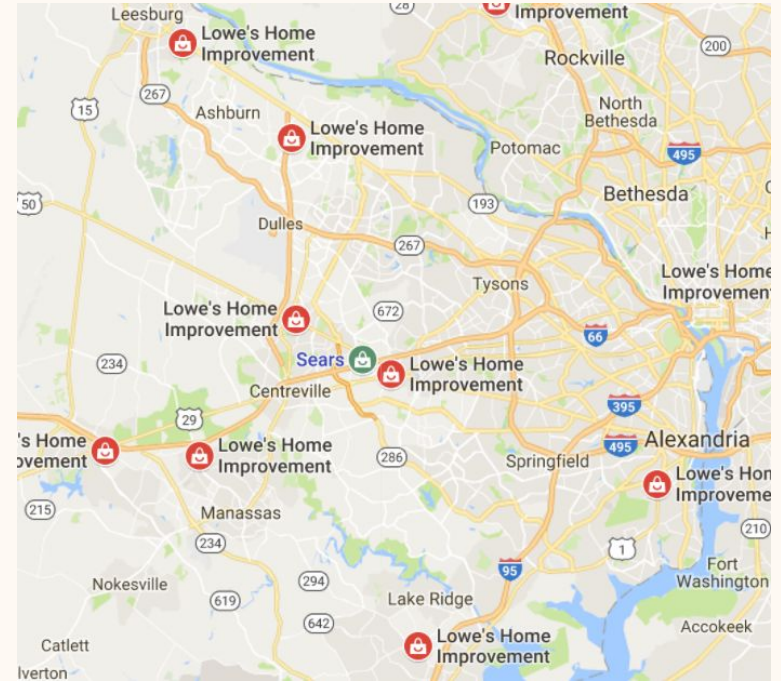 Leesburg
28
Improvement
Lowe's Home
Improvement
Rockville
200
267
North
Bethesda
15
Ashburn
Lowe's Home
Improvement
Potomac
495
Bethesda
50
193
Dulles
267
Tysons
Lowe's Home
Improvement
Lowe's Home
Improvement
672
66
Sears
Lowe's Home
Improvement
234
Centreville
395
29
's Home
ovement
Lowe's Home
Improvement
286
495
Alexandria
Springfield
Lowe's Hom
Improveme
215
Manassas
210
234
1
95
Fort
Washington
Nokesville
294
619
Lake Ridge
642
Accokeek
Catlett
Lowe's Home
Improvement
lverton